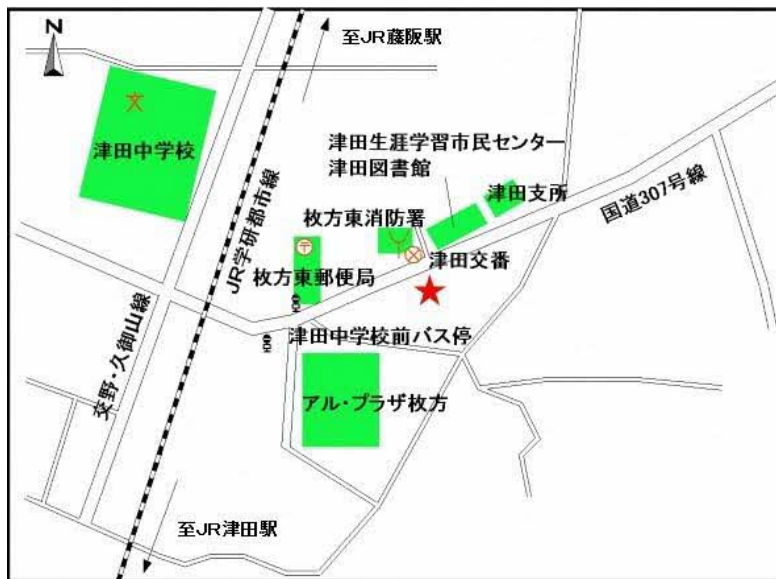 N
至JR藤阪駅
津田中学校
津田生涯学習市民センター
津田図書館
津田支所
国道307号線
枚方東消防署
津田交番
JR学研都市線
枚方東郵便局
津田中学校前バス停
交野・久御山線
アル・プラザ枚方
至JR津田駅